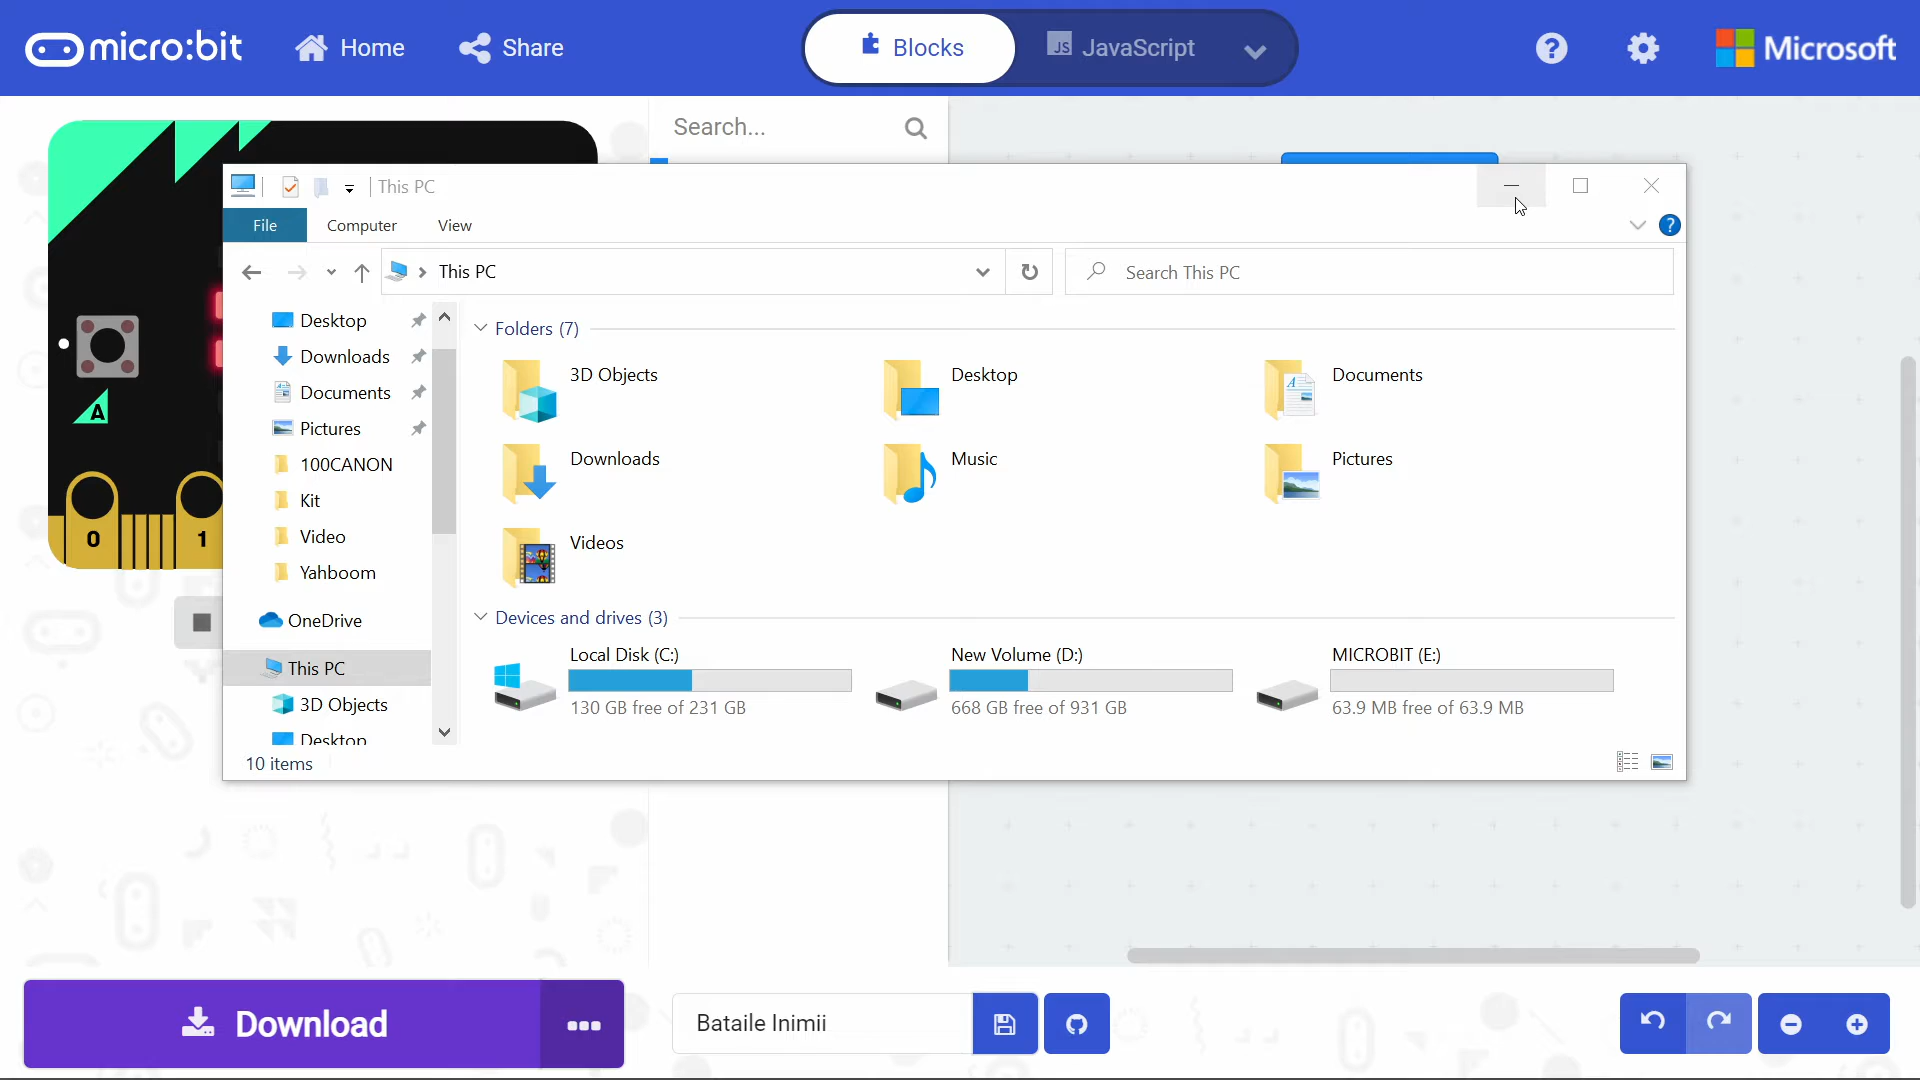 micro:bit
Home
Share
Blocks
JS JavaScript
?
Microsoft
Search...
This PC
File
Computer
View
?
This PC
Search This PC
Desktop
Downloads
Documents
Pictures
100CANON
Kit
Video
Yahboom
OneDrive
This PC
3D Objects
Desktop
Folders (7)
3D Objects
Desktop
Documents
Downloads
Music
Pictures
Videos
Devices and drives (3)
Local Disk (C:)
130 GB free of 231 GB
New Volume (D:)
668 GB free of 931 GB
MICROBIT (E:)
63.9 MB free of 63.9 MB
10 items
A
0
1
Download
Bataile Inimii